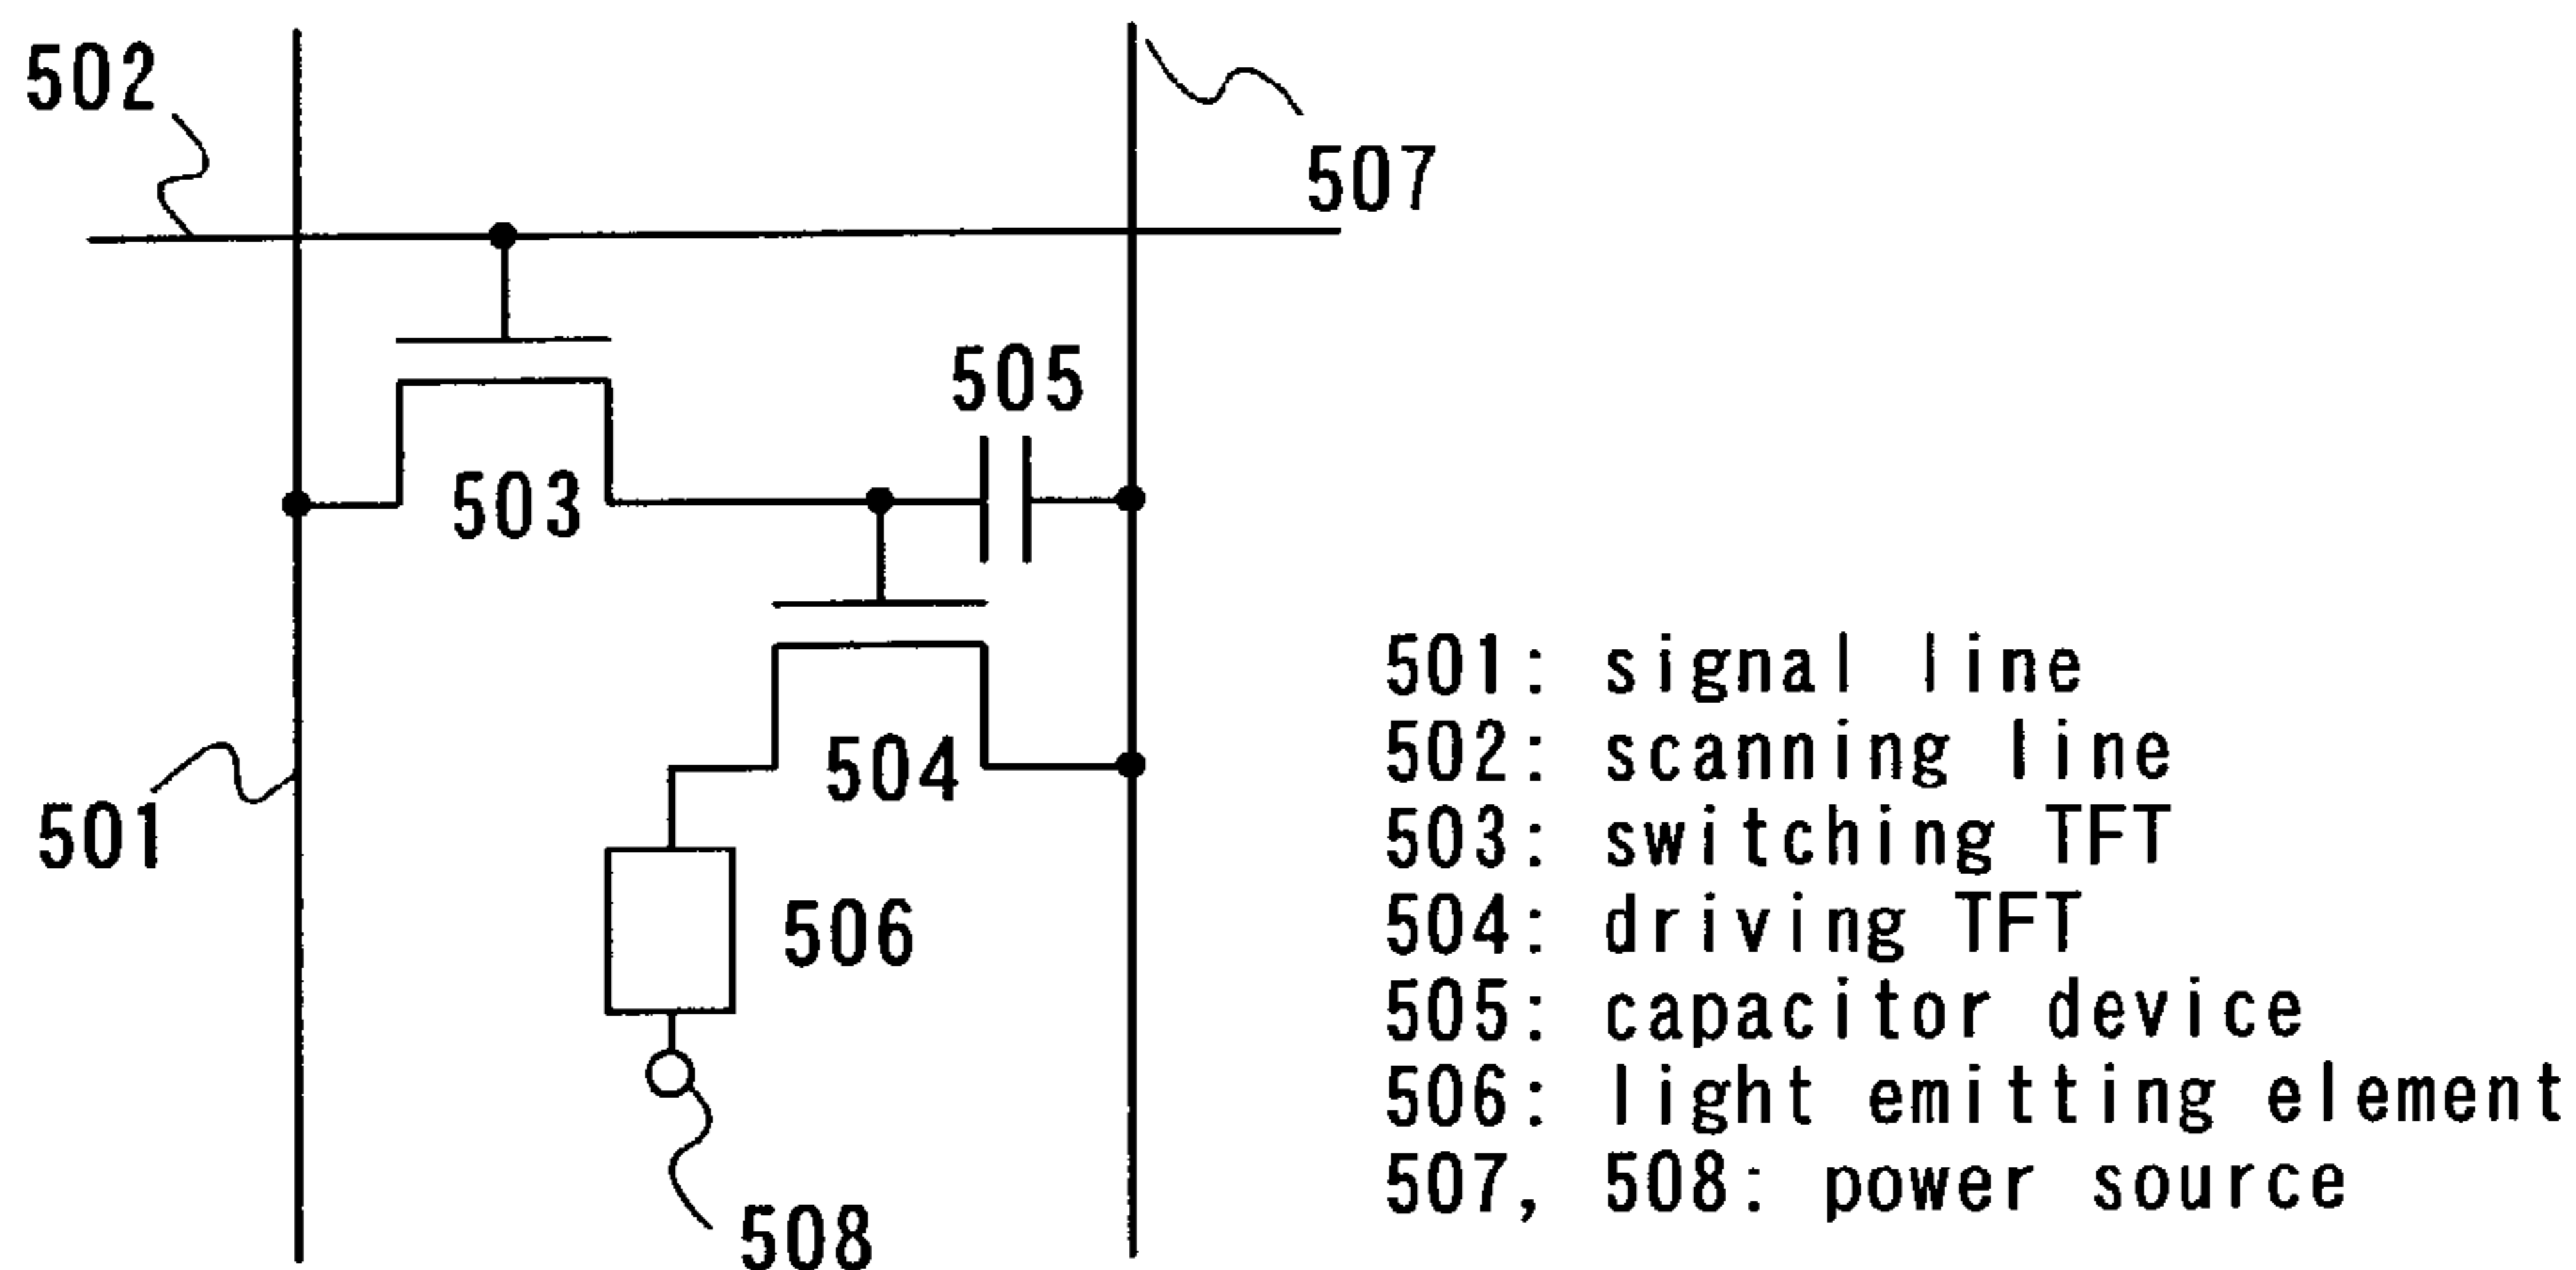 502
507
505
503
504
501
506
508
501: signal line
502: scanning line
503: switching TFT
504: driving TFT
505: capacitor device
506: light emitting element
507, 508: power source